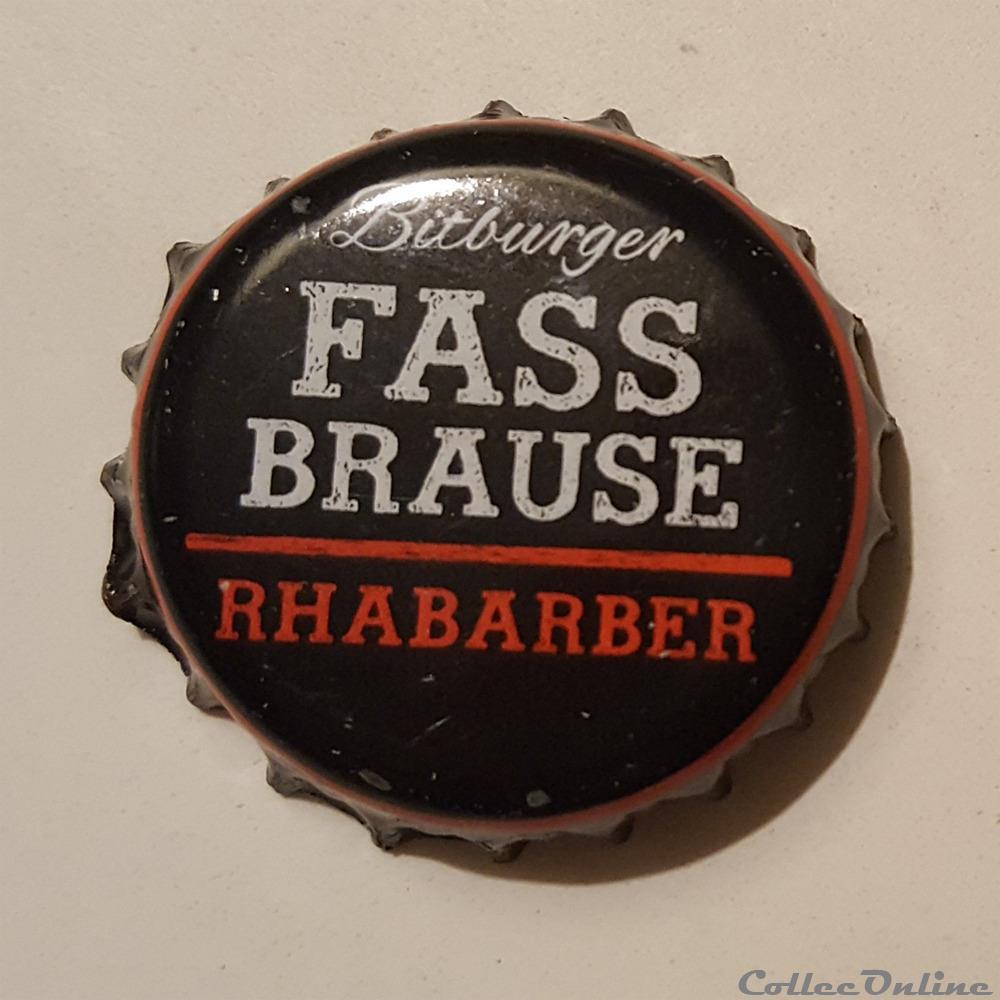 Bitburger
FASS
BRAUSE
RHABARBER
CollecOnline